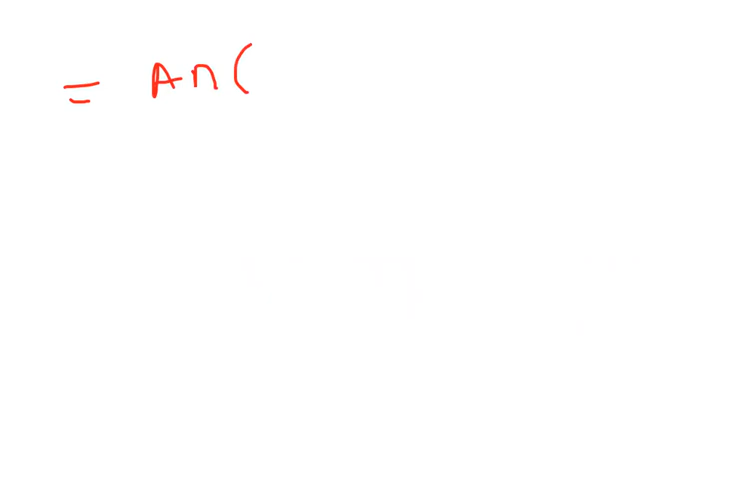 = An(